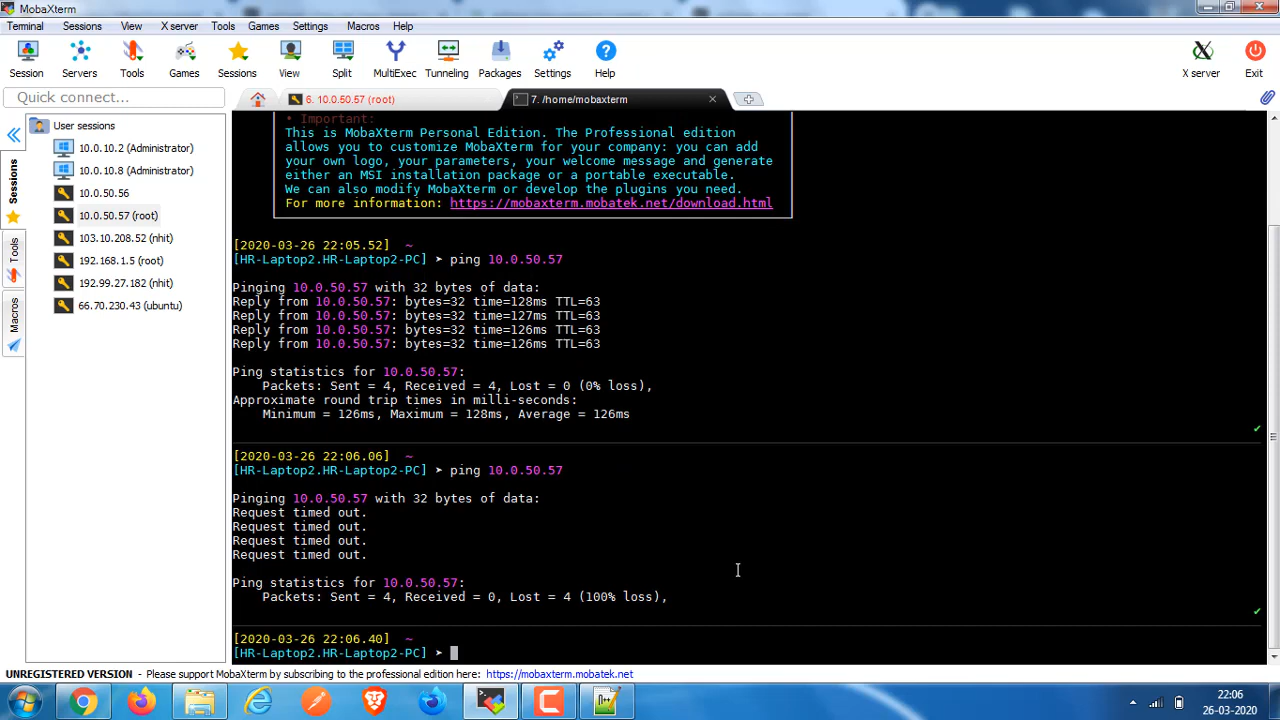 MobaXterm
Terminal Sessions View X server Tools Games Settings Macros Help
Session Servers Tools Games Sessions View Split MultiExec Tunneling Packages Settings Help X server Exit
Quick connect...
6. 10.0.50.57 (root)
7. /home/mobaxterm
Sessions
Tools
Macros
User sessions
10.0.10.2 (Administrator)
10.0.10.8 (Administrator)
10.0.50.56
10.0.50.57 (root)
103.10.208.52 (nhit)
192.168.1.5 (root)
192.99.27.182 (nhit)
66.70.230.43 (ubuntu)
• Important:
This is MobaXterm Personal Edition. The Professional edition
allows you to customize MobaXterm for your company: you can add
your own logo, your parameters, your welcome message and generate
either an MSI installation package or a portable executable.
We can also modify MobaXterm or develop the plugins you need.
For more information: https://mobaxterm.mobatek.net/download.html
[2020-03-26 22:05.52] ~
[HR-Laptop2.HR-Laptop2-PC] ➤ ping 10.0.50.57
Pinging 10.0.50.57 with 32 bytes of data:
Reply from 10.0.50.57: bytes=32 time=128ms TTL=63
Reply from 10.0.50.57: bytes=32 time=127ms TTL=63
Reply from 10.0.50.57: bytes=32 time=126ms TTL=63
Reply from 10.0.50.57: bytes=32 time=126ms TTL=63
Ping statistics for 10.0.50.57:
Packets: Sent = 4, Received = 4, Lost = 0 (0% loss),
Approximate round trip times in milli-seconds:
Minimum = 126ms, Maximum = 128ms, Average = 126ms
[2020-03-26 22:06.06] ~
[HR-Laptop2.HR-Laptop2-PC] ➤ ping 10.0.50.57
Pinging 10.0.50.57 with 32 bytes of data:
Request timed out.
Request timed out.
Request timed out.
Request timed out.
Ping statistics for 10.0.50.57:
Packets: Sent = 4, Received = 0, Lost = 4 (100% loss),
[2020-03-26 22:06.40] ~
[HR-Laptop2.HR-Laptop2-PC] ➤
UNREGISTERED VERSION - Please support MobaXterm by subscribing to the professional edition here: https://mobaxterm.mobatek.net
22:06
26-03-2020